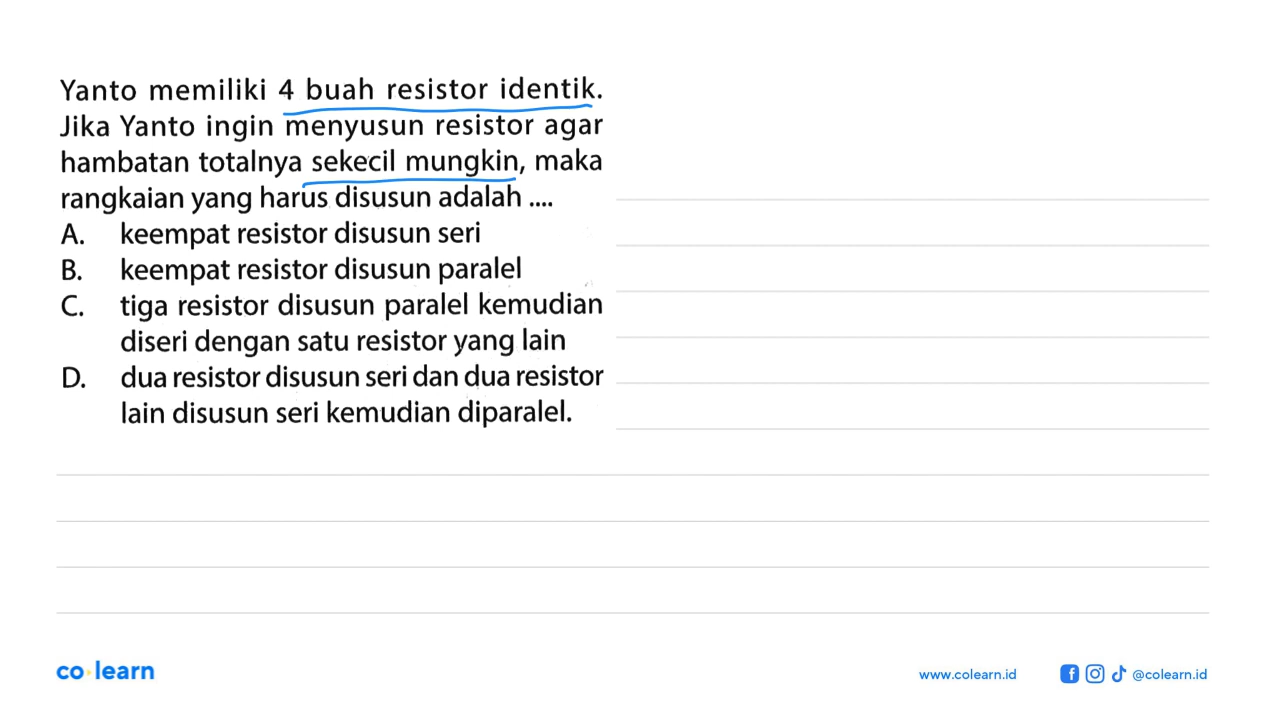 Yanto memiliki 4 buah resistor identik.
Jika Yanto ingin menyusun resistor agar
hambatan totalnya sekecil mungkin, maka
rangkaian yang harus disusun adalah ....
A. keempat resistor disusun seri
B. keempat resistor disusun paralel
C. tiga resistor disusun paralel kemudian
diseri dengan satu resistor yang lain
D. dua resistor disusun seri dan dua resistor
lain disusun seri kemudian diparalel.
co learn
www.colearn.id
@colearn.id